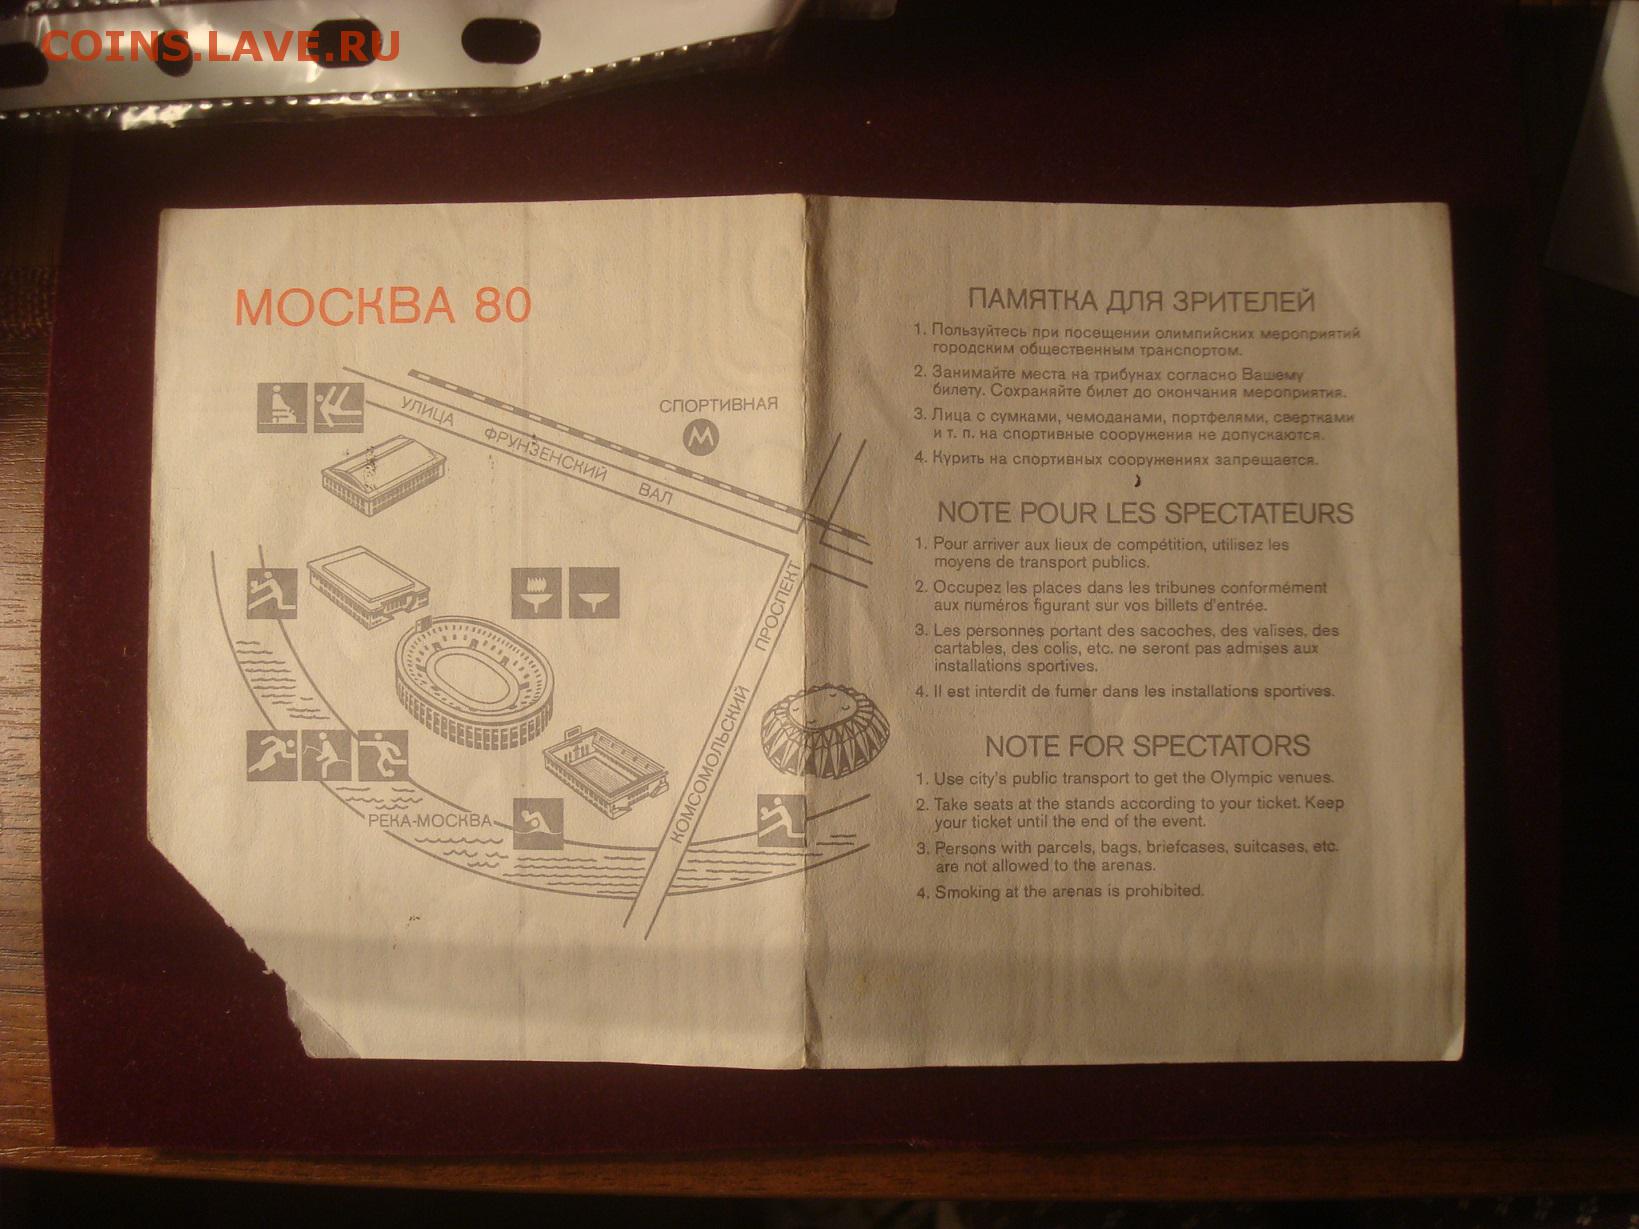 COINS.LAVE.RU
МОСКВА 80
СПОРТИВНАЯ
М
УЛИЦА ФРУНЗЕНСКИЙ ВАЛ
КОМСОМОЛЬСКИЙ ПРОСПЕКТ
РЕКА-МОСКВА
ПАМЯТКА ДЛЯ ЗРИТЕЛЕЙ
1. Пользуйтесь при посещении олимпийских мероприятий
городским общественным транспортом.
2. Занимайте места на трибунах согласно Вашему
билету. Сохраняйте билет до окончания мероприятия.
3. Лица с сумками, чемоданами, портфелями, свертками
и т. п. на спортивные сооружения не допускаются.
4. Курить на спортивных сооружениях запрещается.
NOTE POUR LES SPECTATEURS
1. Pour arriver aux lieux de compétition, utilisez les
moyens de transport publics.
2. Occupez les places dans les tribunes conformément
aux numéros figurant sur vos billets d'entrée.
3. Les personnes portant des sacoches, des valises, des
cartables, des colis, etc. ne seront pas admises aux
installations sportives.
4. Il est interdit de fumer dans les installations sportives.
NOTE FOR SPECTATORS
1. Use city's public transport to get the Olympic venues.
2. Take seats at the stands according to your ticket. Keep
your ticket until the end of the event.
3. Persons with parcels, bags, briefcases, suitcases, etc.
are not allowed to the arenas.
4. Smoking at the arenas is prohibited.